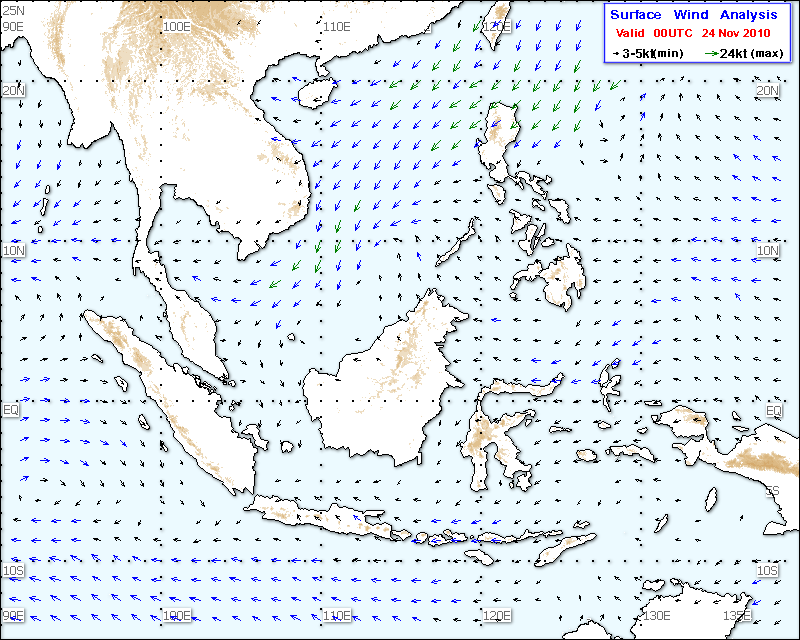 25N
90E
100E
110E
120E
Surface Wind Analysis
Valid 00UTC 24 Nov 2010
3-5kt(min) 24kt (max)
20N
20N
10N
10N
EQ
EQ
5S
10S
10S
90E
100E
110E
120E
130E
135E